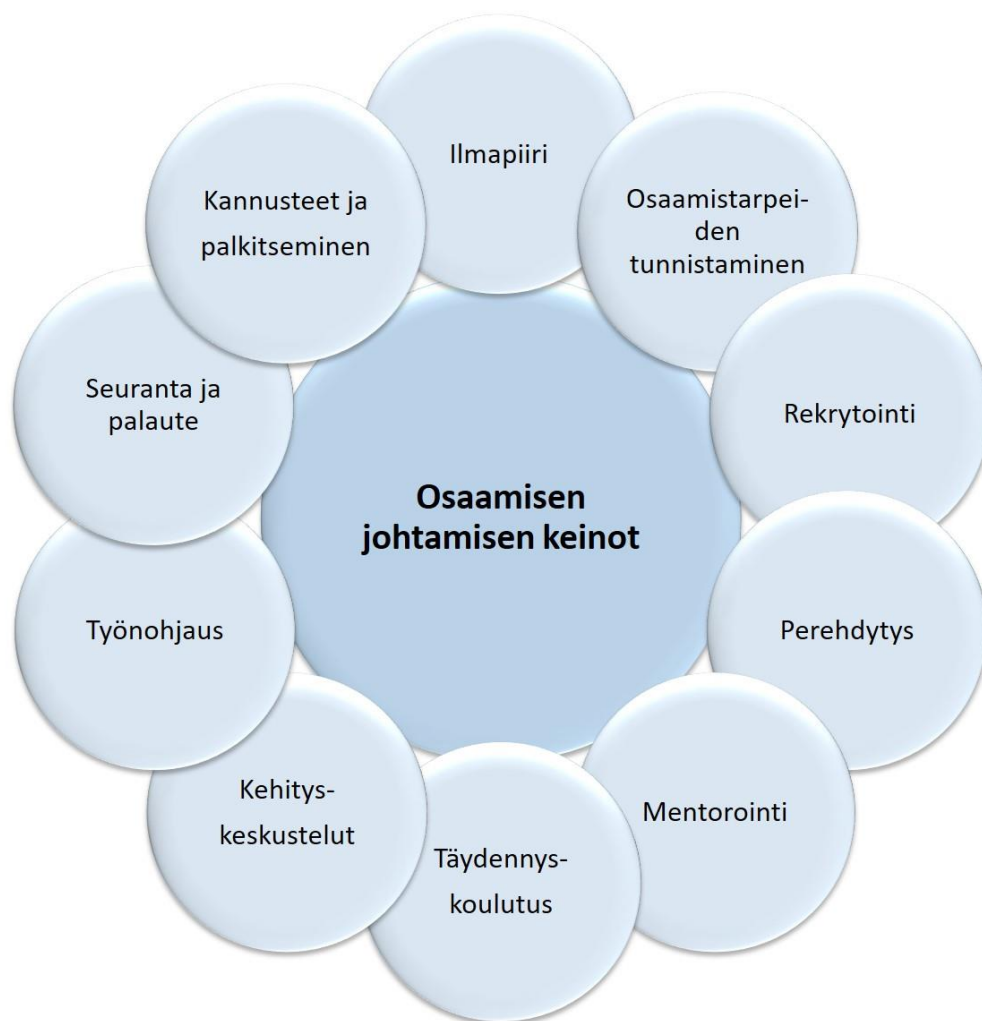 Ilmapiiri
Osaamistarpei-
den
tunnistaminen
Rekrytointi
Perehdytys
Mentorointi
Täydennys-
koulutus
Kehitys-
keskustelut
Työnohjaus
Seuranta ja
palaute
Kannusteet ja
palkitseminen
Osaamisen
johtamisen keinot